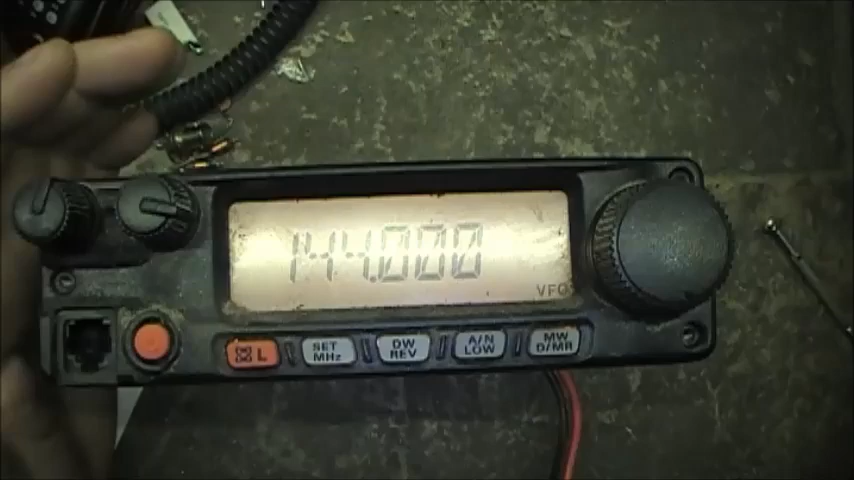 144.000
VFO
L
SET
MHz
DW
REV
A/N
LOW
MW
D/MR